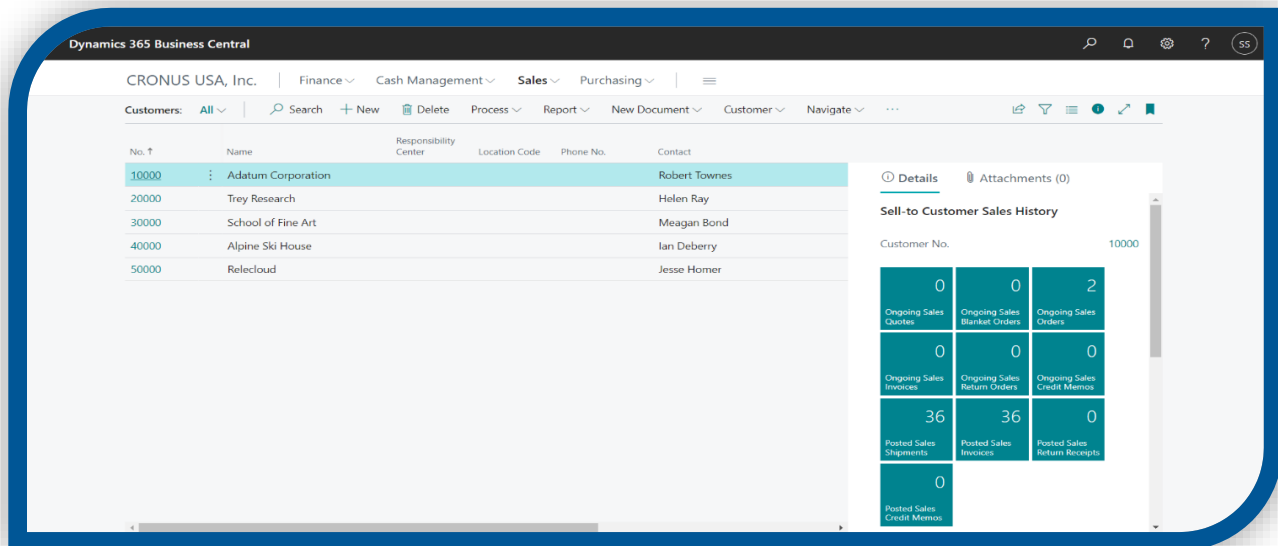 Dynamics 365 Business Central ? SS
CRONUS USA, Inc. Finance Cash Management Sales Purchasing
Customers: All Search New Delete Process Report New Document Customer Navigate ...
No. ↑ Name Responsibility Center Location Code Phone No. Contact
10000 Adatum Corporation Robert Townes
20000 Trey Research Helen Ray
30000 School of Fine Art Meagan Bond
40000 Alpine Ski House Ian Deberry
50000 Relecloud Jesse Homer
Details Attachments (0)
Sell-to Customer Sales History
Customer No. 10000
0 0 2
Ongoing Sales Quotes Ongoing Sales Blanket Orders Ongoing Sales Orders
0 0 0
Ongoing Sales Invoices Ongoing Sales Return Orders Ongoing Sales Credit Memos
36 36 0
Posted Sales Shipments Posted Sales Invoices Posted Sales Return Receipts
0
Posted Sales Credit Memos